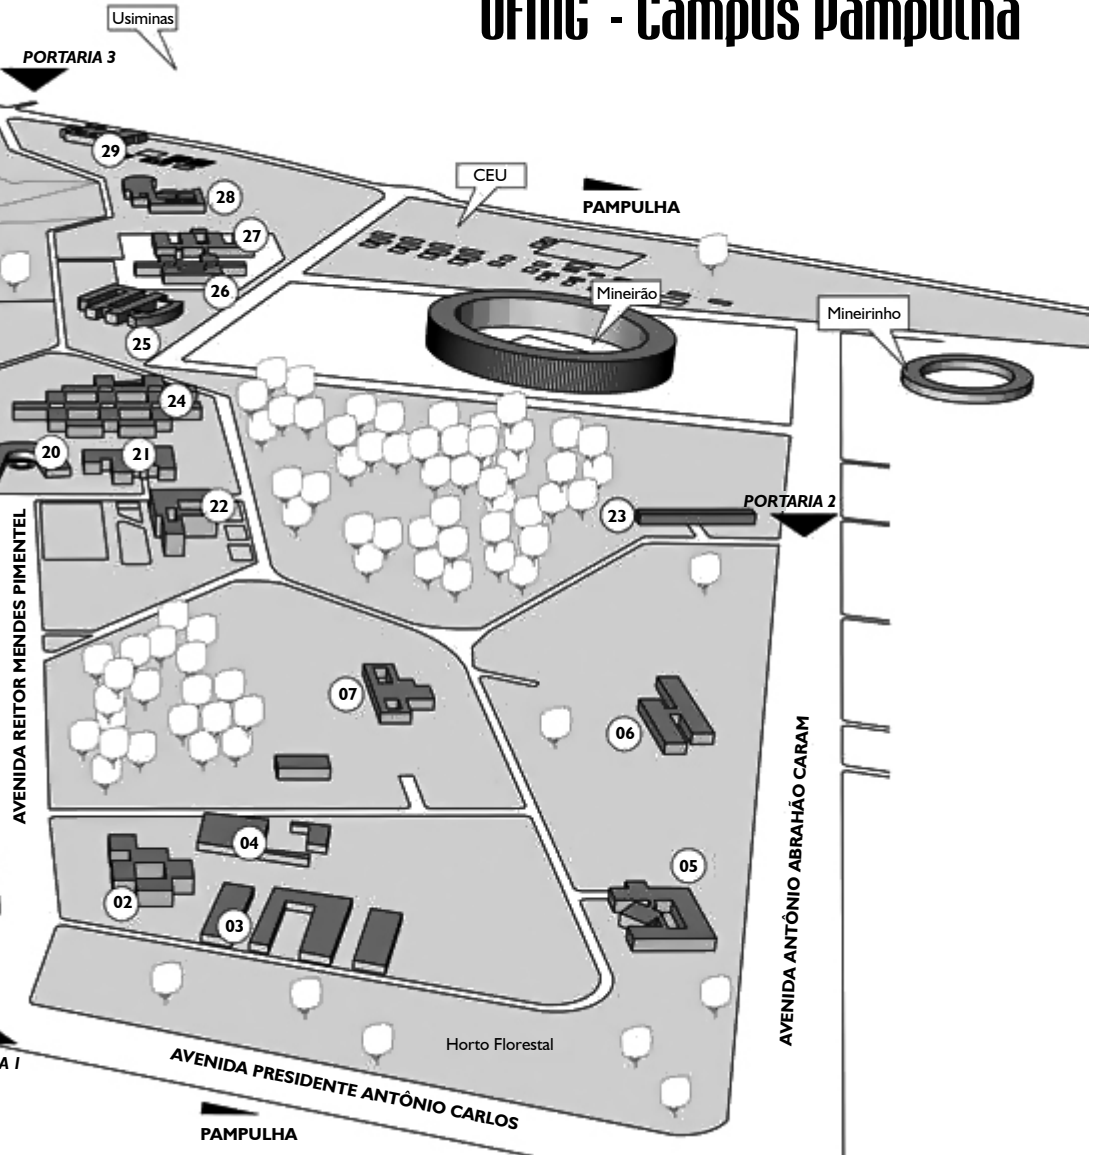 UFMG - Campus Pampulha
Usiminas
PORTARIA 3
29
CEU
28
PAMPULHA
27
26
Mineirão
Mineirinho
25
24
20
21
22
23
PORTARIA 2
AVENIDA REITOR MENDES PIMENTEL
07
06
AVENIDA ANTÔNIO ABRAHÃO CARAM
04
05
02
03
Horto Florestal
A 1
AVENIDA PRESIDENTE ANTÔNIO CARLOS
PAMPULHA